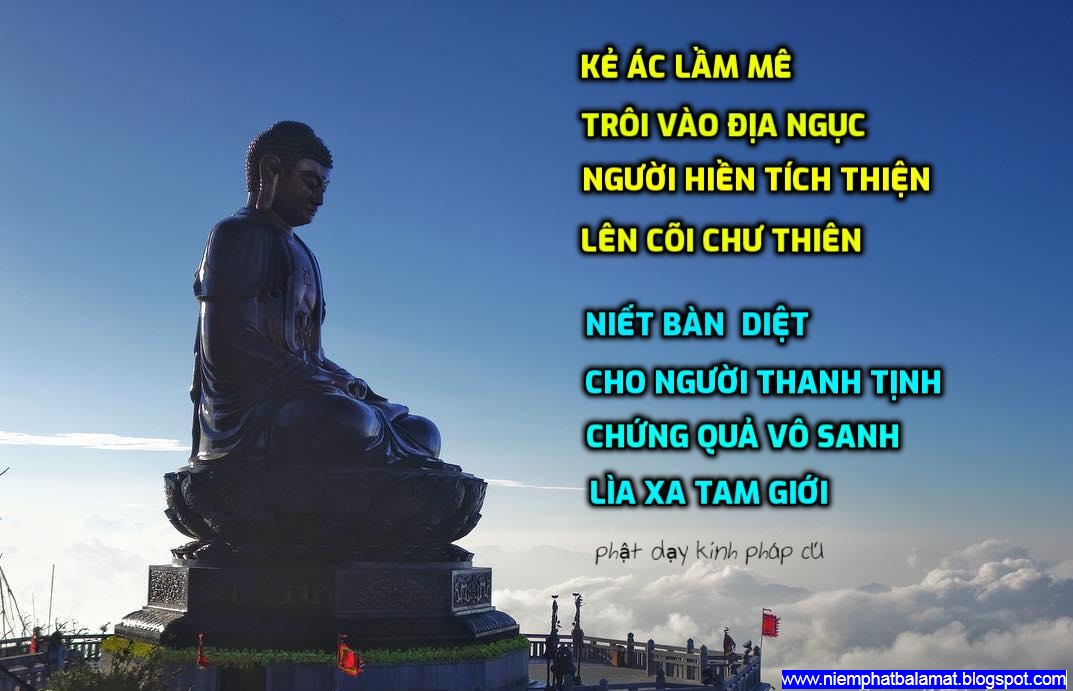 KẺ ÁC LẦM MÊ
TRÔI VÀO ĐỊA NGỤC
NGƯỜI HIỀN TÍCH THIỆN
LÊN CÕI CHƯ THIÊN
NIẾT BÀN DIỆT
CHO NGƯỜI THANH TỊNH
CHỨNG QUẢ VÔ SANH
LÌA XA TAM GIỚI
phật dạy kinh pháp cú
www.niemphatbalamat.blogspot.com